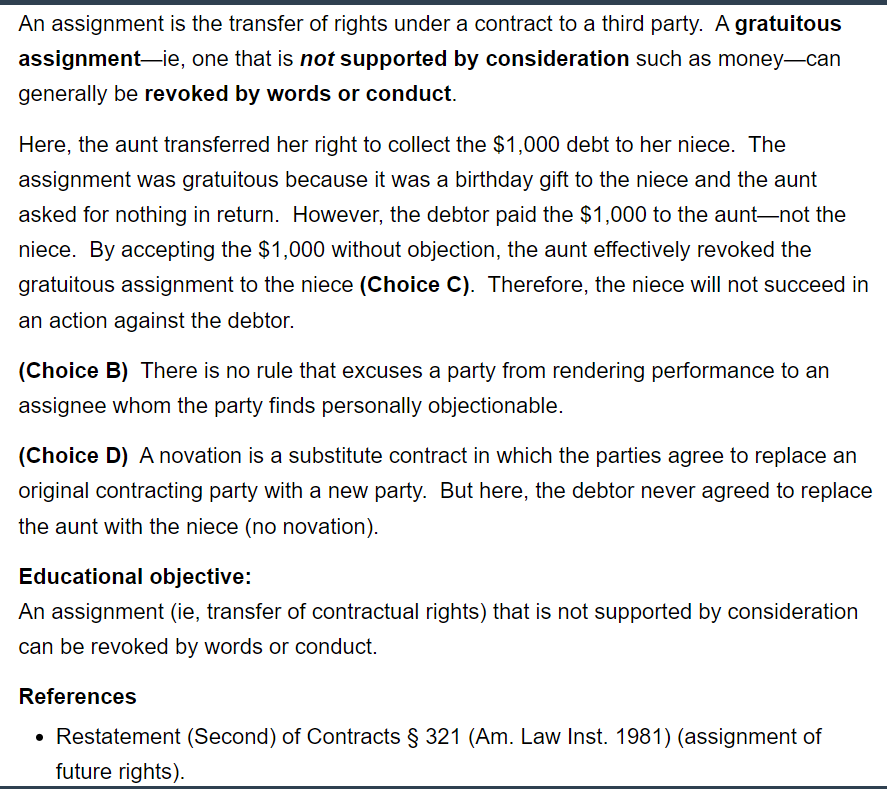 An assignment is the transfer of rights under a contract to a third party.  A gratuitous
assignment—ie, one that is not supported by consideration such as money—can
generally be revoked by words or conduct.
Here, the aunt transferred her right to collect the $1,000 debt to her niece.  The
assignment was gratuitous because it was a birthday gift to the niece and the aunt
asked for nothing in return.  However, the debtor paid the $1,000 to the aunt—not the
niece.  By accepting the $1,000 without objection, the aunt effectively revoked the
gratuitous assignment to the niece (Choice C).  Therefore, the niece will not succeed in
an action against the debtor.
(Choice B)  There is no rule that excuses a party from rendering performance to an
assignee whom the party finds personally objectionable.
(Choice D)  A novation is a substitute contract in which the parties agree to replace an
original contracting party with a new party.  But here, the debtor never agreed to replace
the aunt with the niece (no novation).
Educational objective:
An assignment (ie, transfer of contractual rights) that is not supported by consideration
can be revoked by words or conduct.
References
• Restatement (Second) of Contracts § 321 (Am. Law Inst. 1981) (assignment of
future rights).